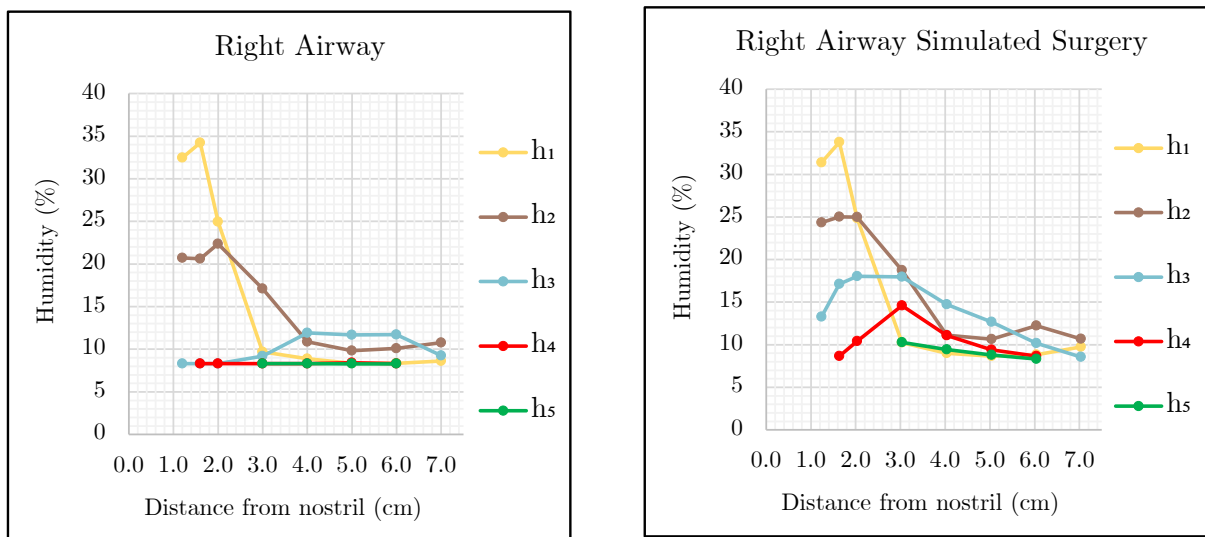 Right Airway
40
35
30
25
20
15
10
5
0
0.0 1.0 2.0 3.0 4.0 5.0 6.0 7.0
Humidity (%)
Distance from nostril (cm)
h₁
h₂
h₃
h₄
h₅
Right Airway Simulated Surgery
40
35
30
25
20
15
10
5
0
0.0 1.0 2.0 3.0 4.0 5.0 6.0 7.0
Humidity (%)
Distance from nostril (cm)
h₁
h₂
h₃
h₄
h₅